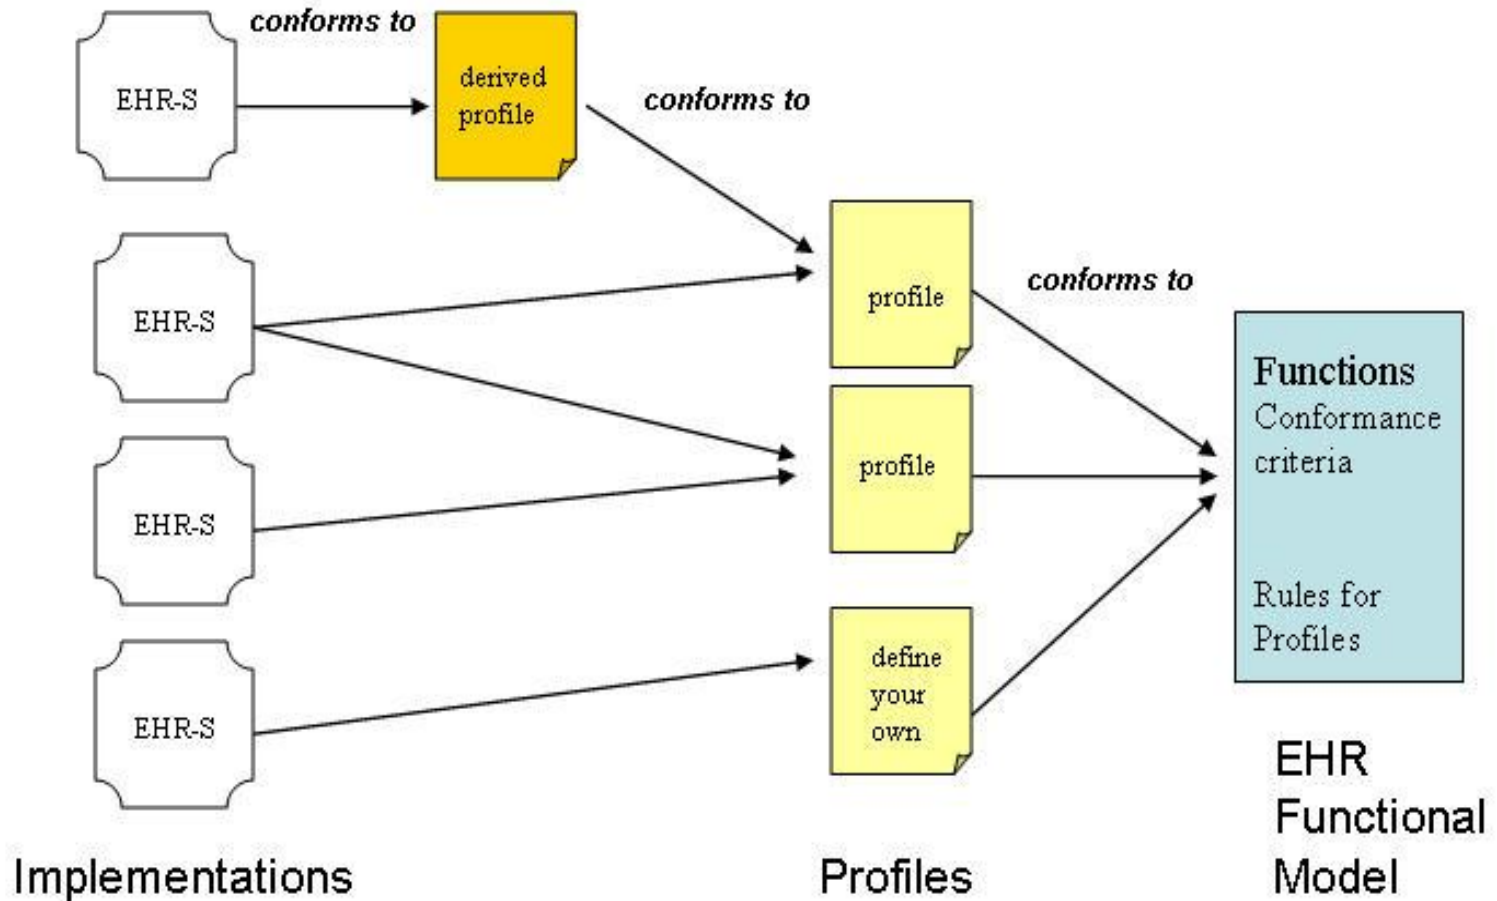 conforms to
EHR-S
derived
profile
conforms to
EHR-S
profile
conforms to
Functions
Conformance
criteria
Rules for
Profiles
EHR-S
profile
EHR-S
define
your
own
EHR
Functional
Model
Implementations
Profiles